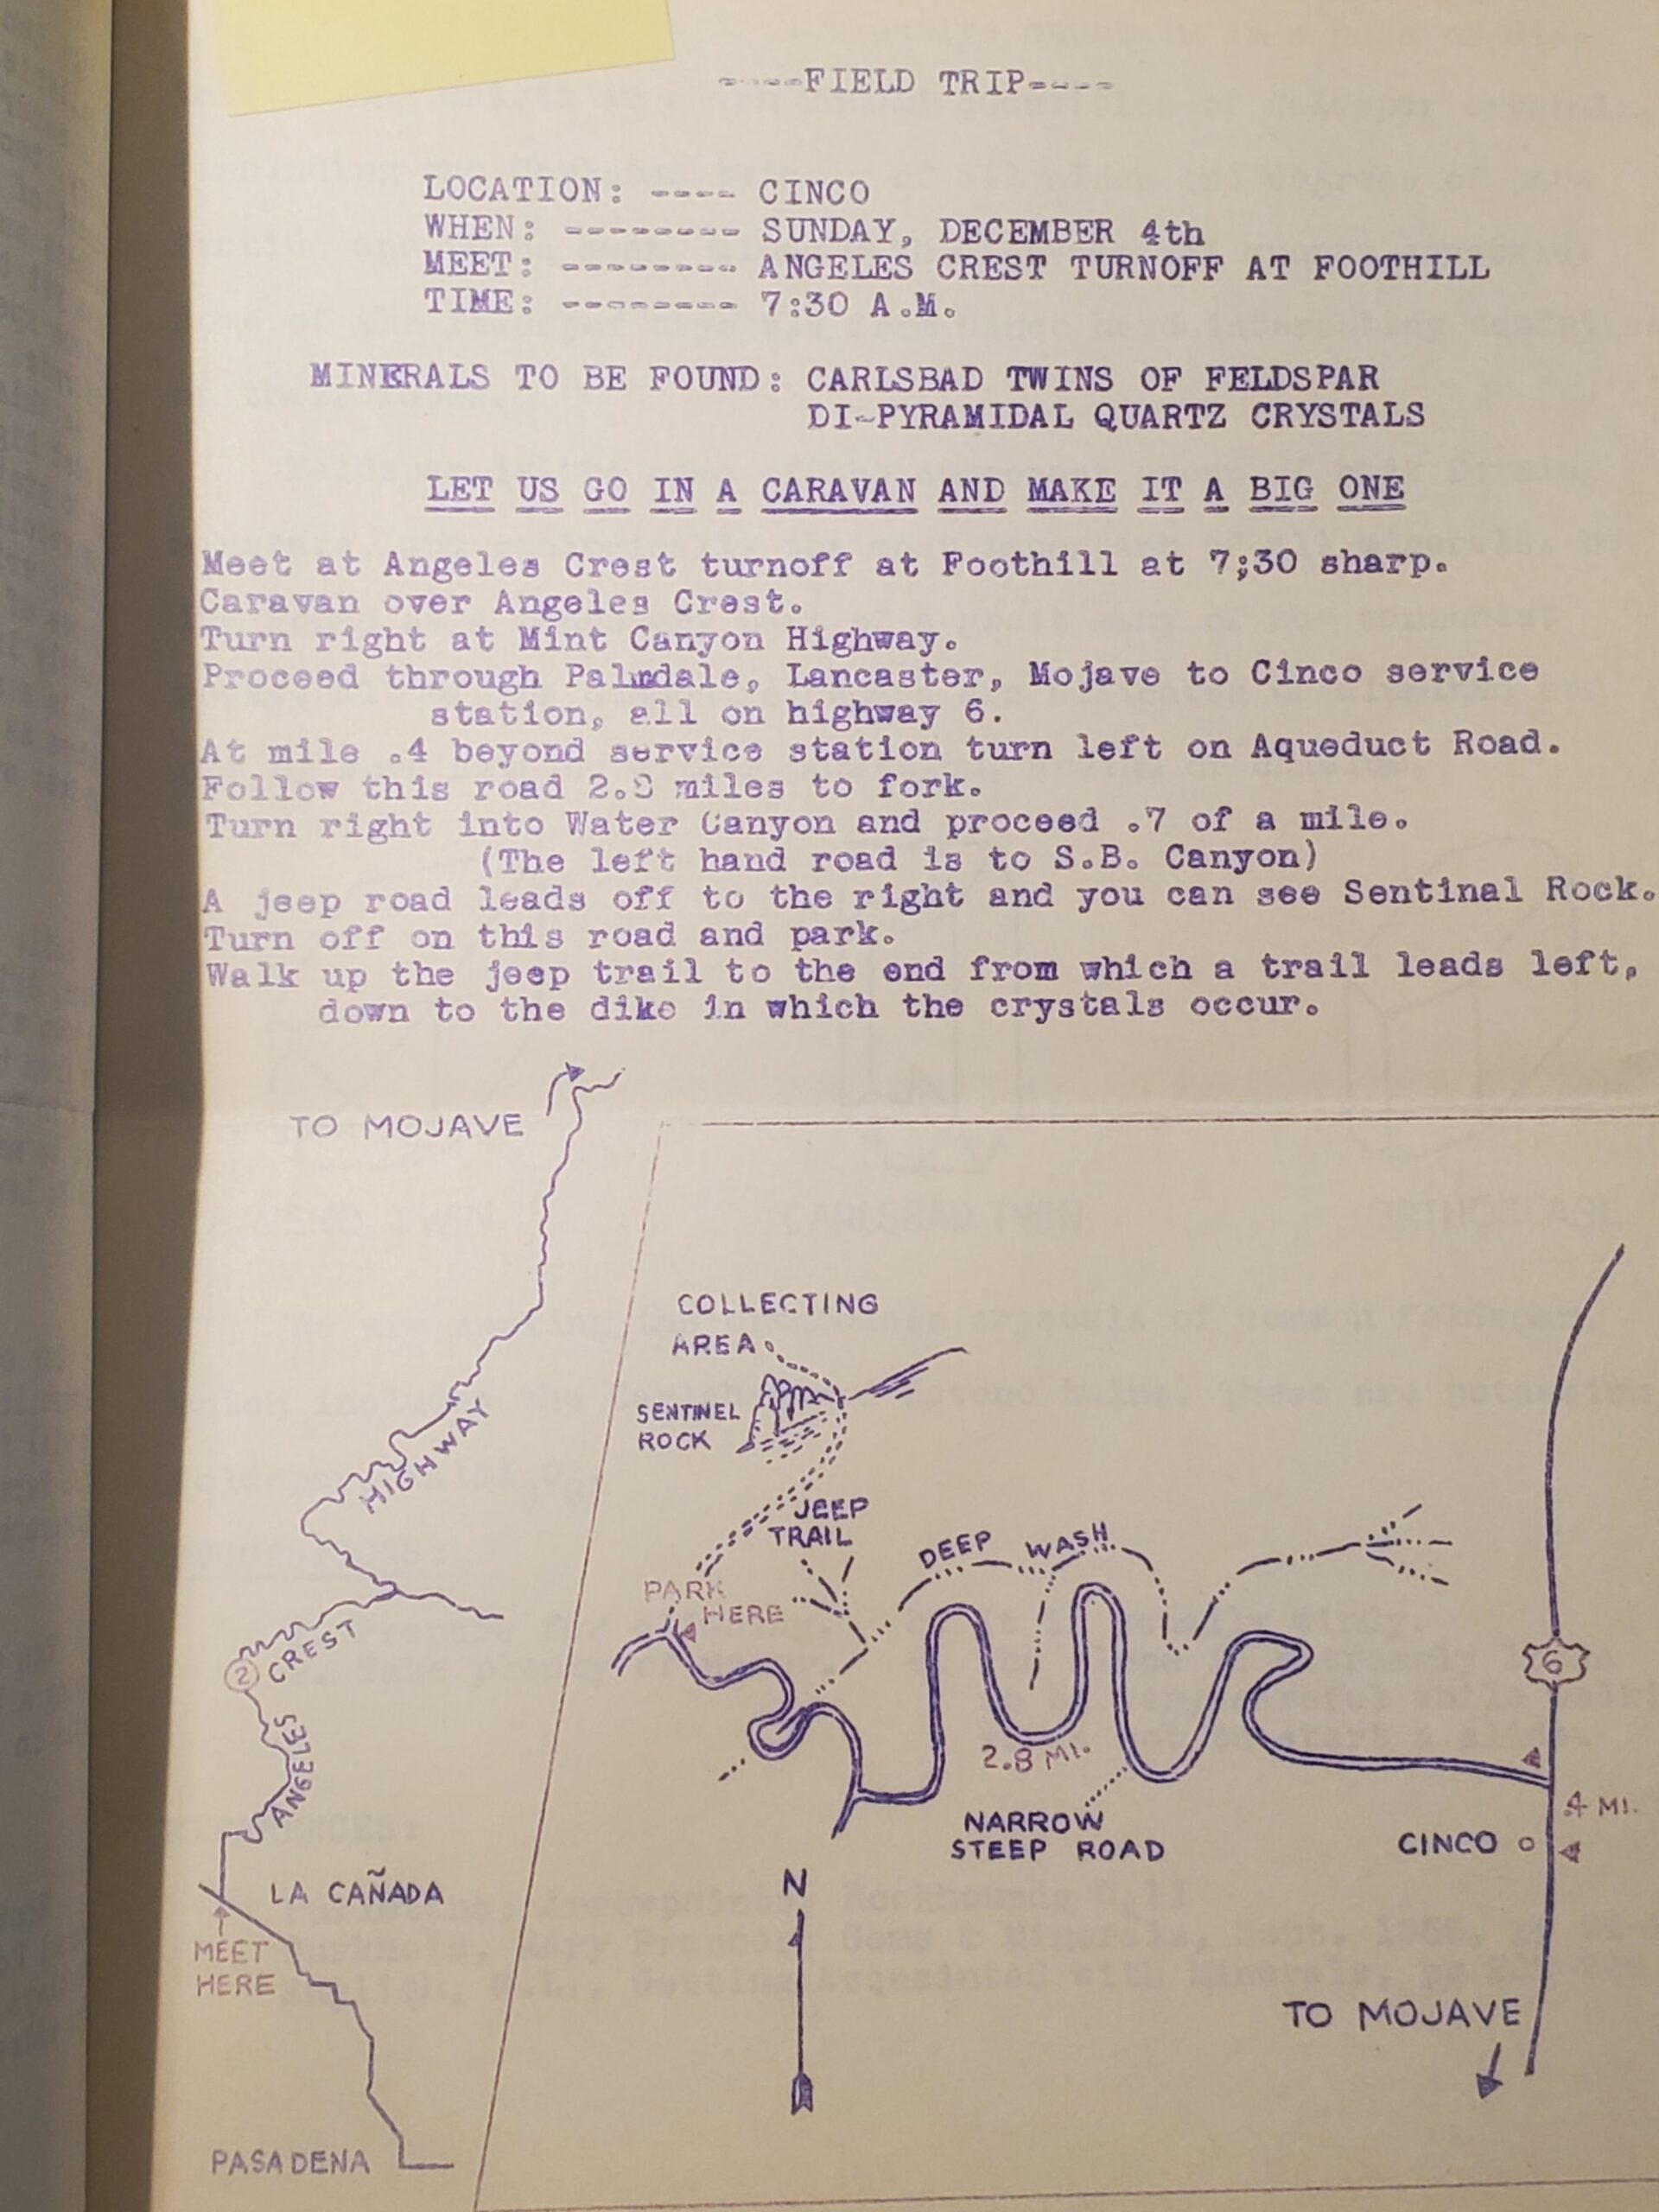 ----FIELD TRIP----
LOCATION: ---- CINCO
WHEN: -------- SUNDAY, DECEMBER 4th
MEET: -------- ANGELES CREST TURNOFF AT FOOTHILL
TIME: -------- 7:30 A.M.
MINERALS TO BE FOUND: CARLSBAD TWINS OF FELDSPAR
DI-PYRAMIDAL QUARTZ CRYSTALS
LET US GO IN A CARAVAN AND MAKE IT A BIG ONE
Meet at Angeles Crest turnoff at Foothill at 7;30 sharp.
Caravan over Angeles Crest.
Turn right at Mint Canyon Highway.
Proceed through Palmdale, Lancaster, Mojave to Cinco service
station, all on highway 6.
At mile .4 beyond service station turn left on Aqueduct Road.
Follow this road 2.8 miles to fork.
Turn right into Water Canyon and proceed .7 of a mile.
(The left hand road is to S.B. Canyon)
A jeep road leads off to the right and you can see Sentinal Rock.
Turn off on this road and park.
Walk up the jeep trail to the end from which a trail leads left,
down to the dike in which the crystals occur.
TO MOJAVE
HIGHWAY
CREST
2
ANGELES
LA CAÑADA
MEET
HERE
PASADENA
COLLECTING
AREA
SENTINEL
ROCK
JEEP
TRAIL
PARK
HERE
DEEP WASH
6
2.8 MI.
NARROW
STEEP ROAD
.4 MI.
CINCO
N
TO MOJAVE